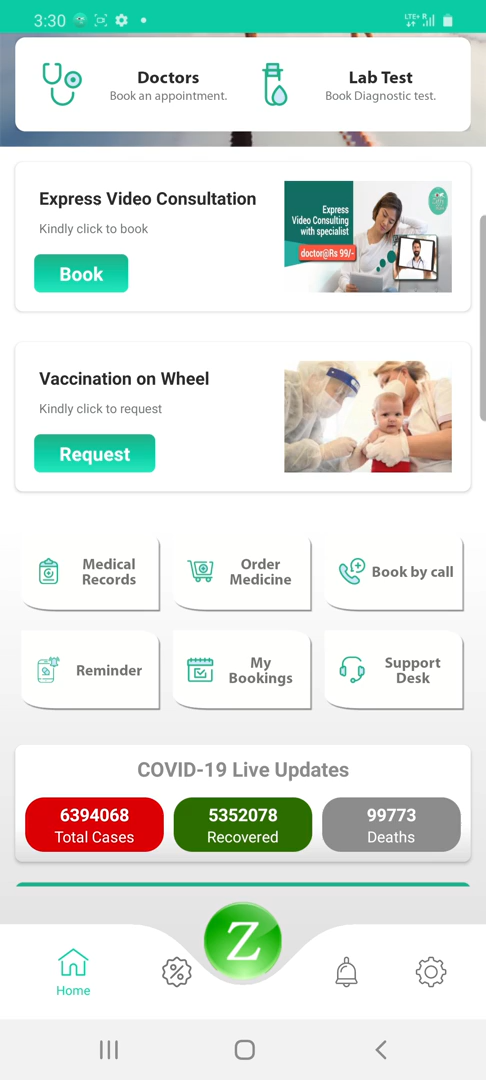 3:30
LTE+ R
Doctors
Book an appointment.
Lab Test
Book Diagnostic test.
Express Video Consultation
Kindly click to book
Book
Express
Video Consulting
with specialist
doctor@Rs 99/-
Vaccination on Wheel
Kindly click to request
Request
Medical
Records
Order
Medicine
Book by call
Reminder
My
Bookings
Support
Desk
COVID-19 Live Updates
6394068
Total Cases
5352078
Recovered
99773
Deaths
Z
Home